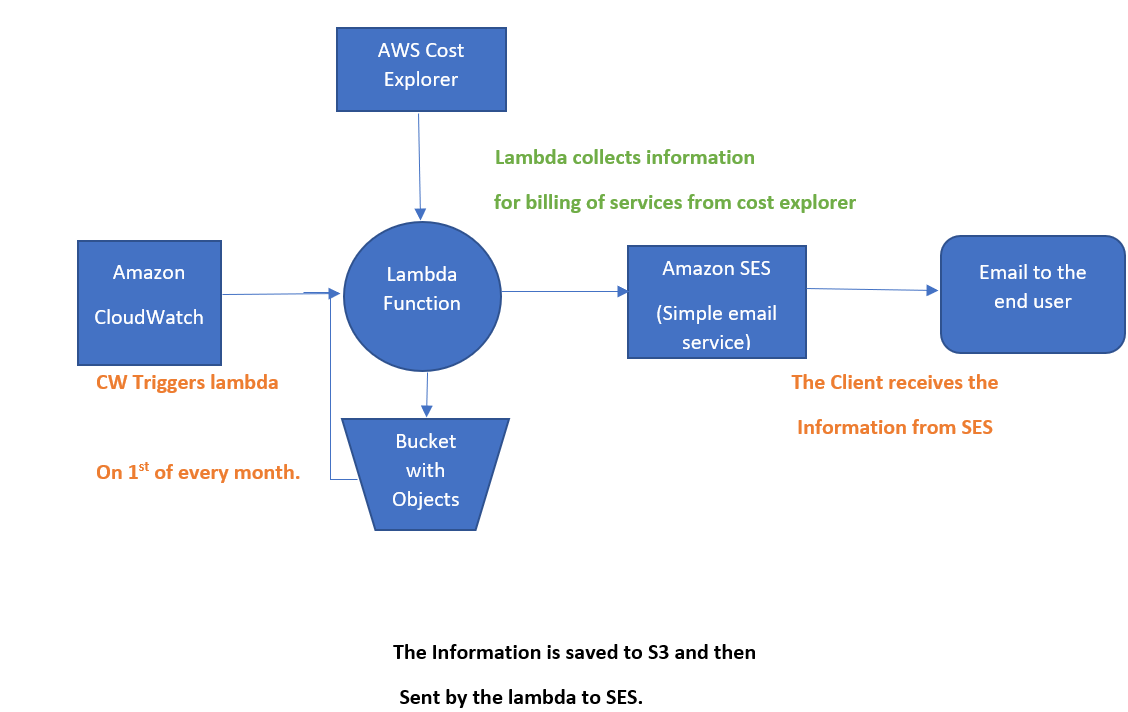 AWS Cost
Explorer
Lambda collects information
for billing of services from cost explorer
Amazon
CloudWatch
Lambda
Function
Amazon SES
(Simple email
service)
Email to the
end user
CW Triggers lambda
On 1st of every month.
The Client receives the
Information from SES
Bucket
with
Objects
The Information is saved to S3 and then
Sent by the lambda to SES.